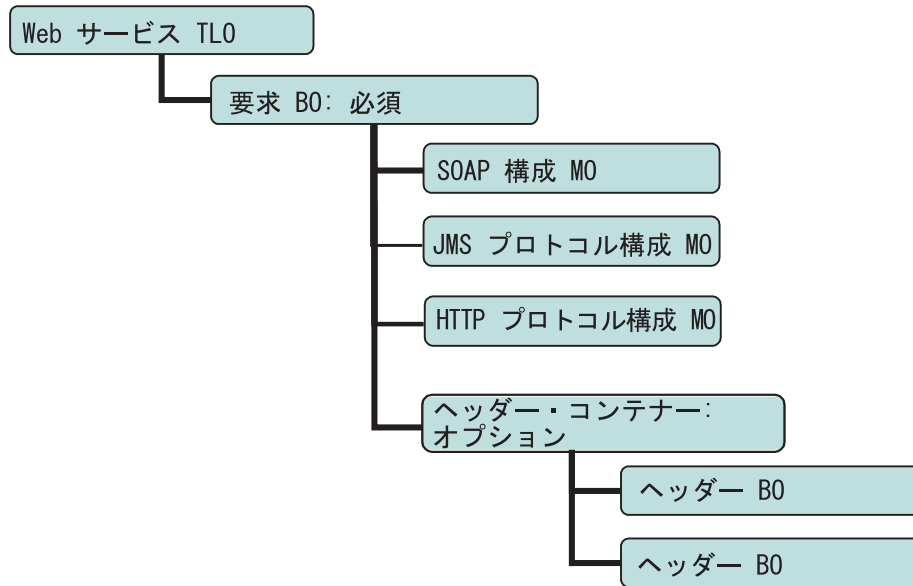 Web サービス TLO
要求 BO: 必須
SOAP 構成 MO
JMS プロトコル構成 MO
HTTP プロトコル構成 MO
ヘッダー・コンテナー:
オプション
ヘッダー BO
ヘッダー BO